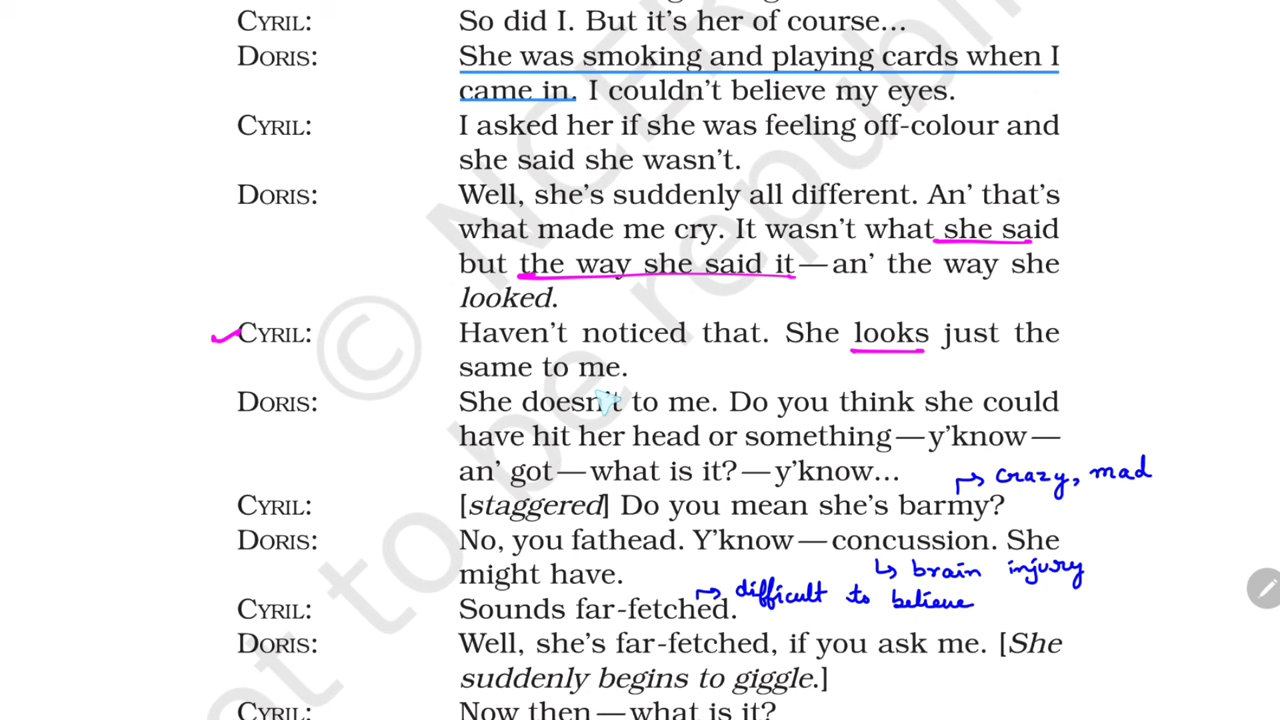 CYRIL: So did I. But it's her of course…
DORIS: She was smoking and playing cards when I
came in. I couldn't believe my eyes.
CYRIL: I asked her if she was feeling off-colour and
she said she wasn't.
DORIS: Well, she's suddenly all different. An' that's
what made me cry. It wasn't what she said
but the way she said it—an' the way she
looked.
CYRIL: Haven't noticed that. She looks just the
same to me.
DORIS: She doesn't to me. Do you think she could
have hit her head or something—y'know—
an' got—what is it?—y'know…
crazy, mad
CYRIL: [staggered] Do you mean she's barmy?
DORIS: No, you fathead. Y'know—concussion. She
brain injury
might have.
difficult to believe
CYRIL: Sounds far-fetched.
DORIS: Well, she's far-fetched, if you ask me. [She
suddenly begins to giggle.]
CYRIL: Now then—what is it?
© NCER
not to be republi